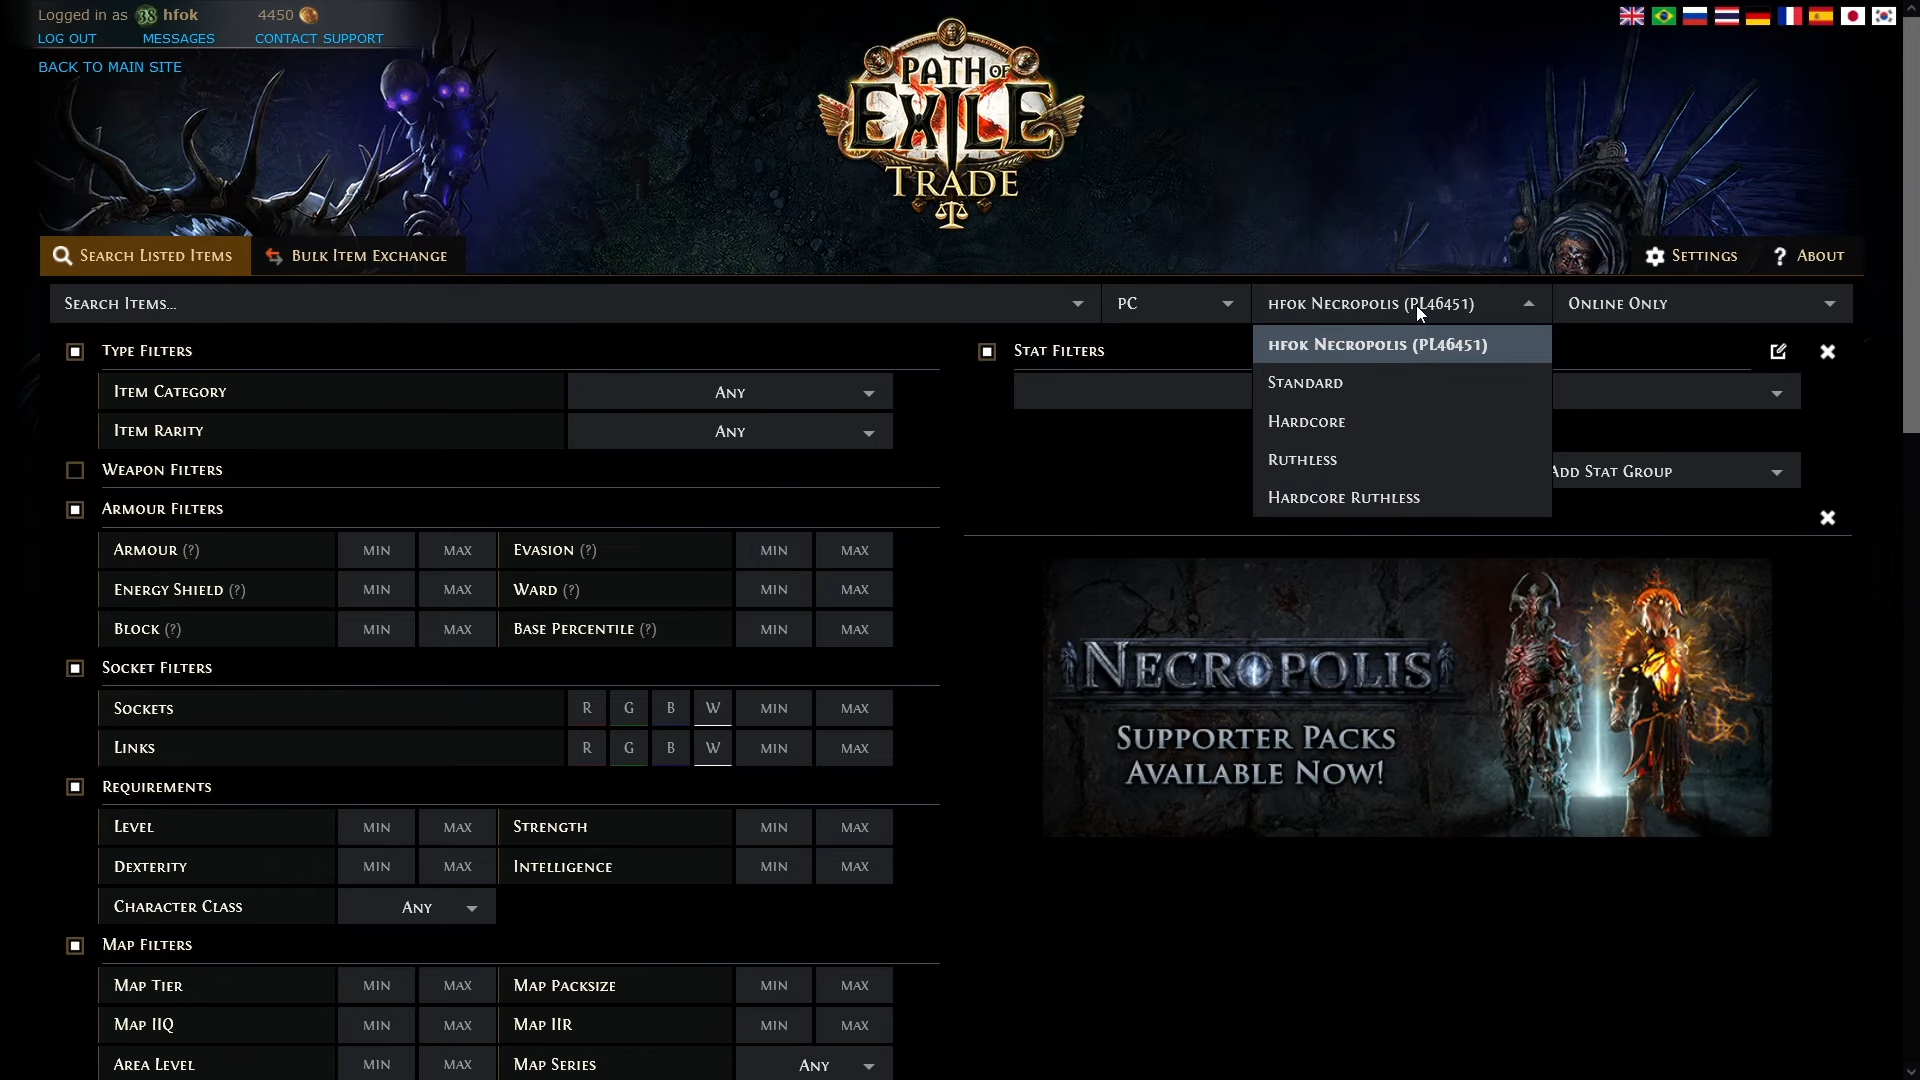 Logged in as 38 hfok 4450
LOG OUT MESSAGES CONTACT SUPPORT
BACK TO MAIN SITE
PATH OF EXILE TRADE
Search Listed Items Bulk Item Exchange Settings ? About
Search Items... PC hfok Necropolis (PL46451) Online Only
Type Filters
Item Category Any
Item Rarity Any
Weapon Filters
Armour Filters
Armour (?) MIN MAX Evasion (?) MIN MAX
Energy Shield (?) MIN MAX Ward (?) MIN MAX
Block (?) MIN MAX Base Percentile (?) MIN MAX
Socket Filters
Sockets R G B W MIN MAX
Links R G B W MIN MAX
Requirements
Level MIN MAX Strength MIN MAX
Dexterity MIN MAX Intelligence MIN MAX
Character Class Any
Map Filters
Map Tier MIN MAX Map Packsize MIN MAX
Map IIQ MIN MAX Map IIR MIN MAX
Area Level MIN MAX Map Series Any
Stat Filters
hfok Necropolis (PL46451)
Standard
Hardcore
Ruthless
Hardcore Ruthless
Add Stat Group
NECROPOLIS
SUPPORTER PACKS
AVAILABLE NOW!